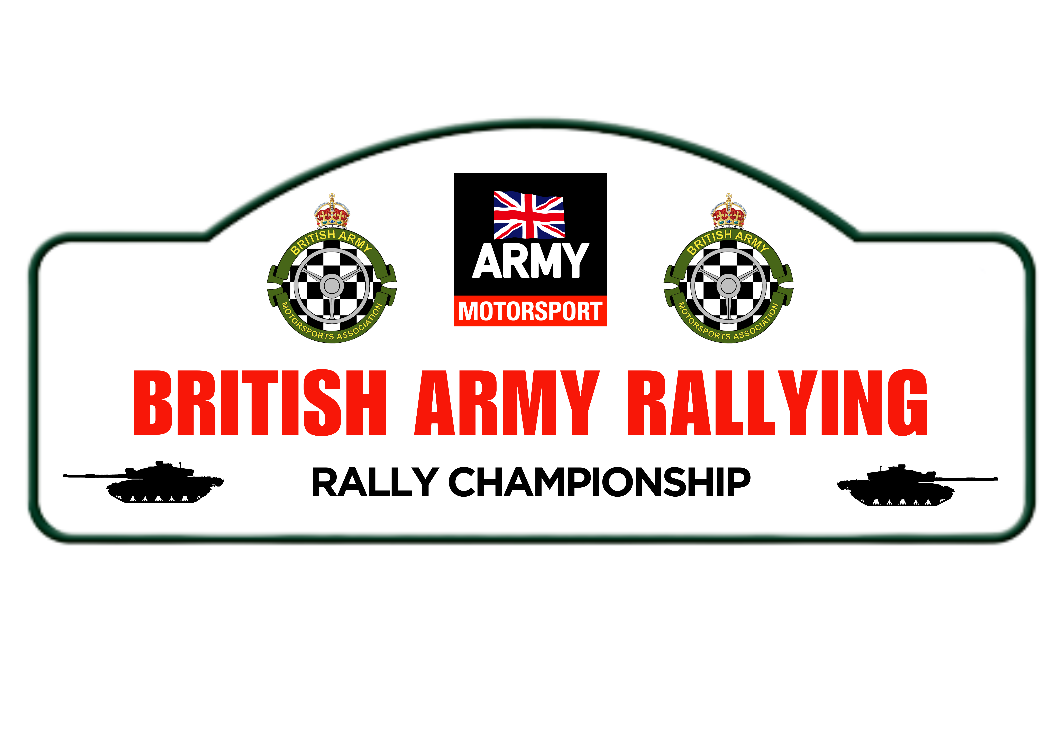 BRITISH ARMY
MOTORSPORTS ASSOCIATION
ARMY
MOTORSPORT
BRITISH ARMY
MOTORSPORTS ASSOCIATION
BRITISH ARMY RALLYING
RALLY CHAMPIONSHIP